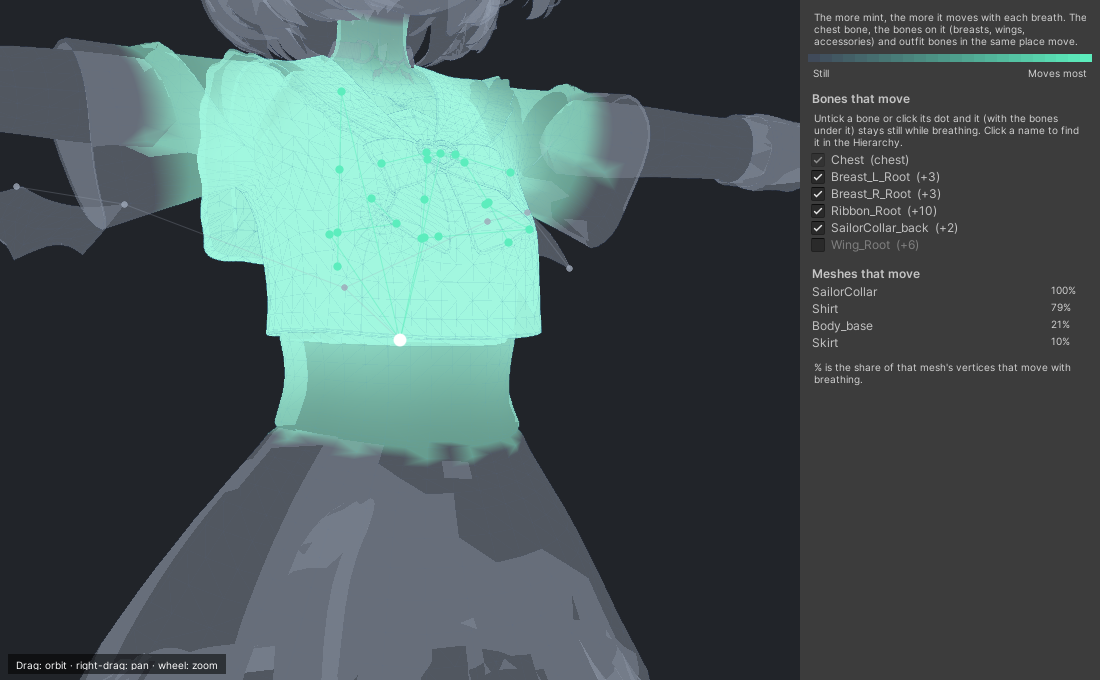 The more mint, the more it moves with each breath. The
chest bone, the bones on it (breasts, wings,
accessories) and outfit bones in the same place move.
Still Moves most
Bones that move
Untick a bone or click its dot and it (with the bones
under it) stays still while breathing. Click a name to find
it in the Hierarchy.
Chest (chest)
Breast_L_Root (+3)
Breast_R_Root (+3)
Ribbon_Root (+10)
SailorCollar_back (+2)
Wing_Root (+6)
Meshes that move
SailorCollar 100%
Shirt 79%
Body_base 21%
Skirt 10%
% is the share of that mesh's vertices that move with
breathing.
Drag: orbit · right-drag: pan · wheel: zoom